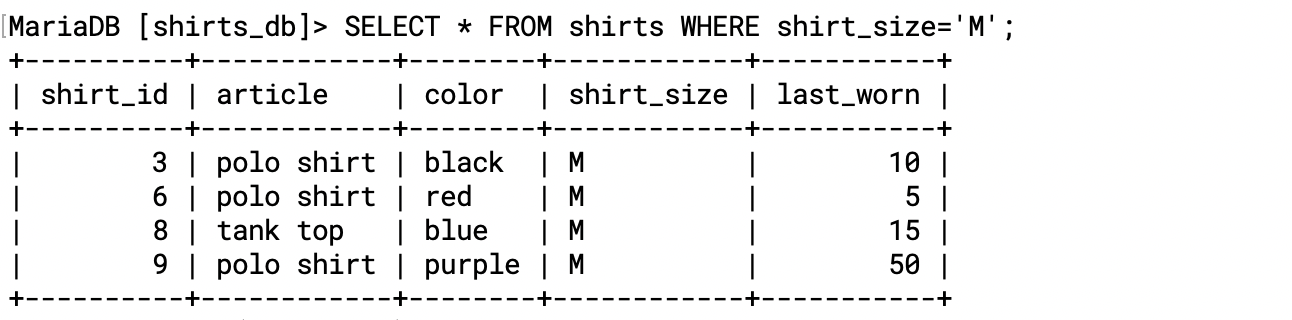 MariaDB [shirts_db]> SELECT * FROM shirts WHERE shirt_size='M';
+----------+------------+--------+------------+-----------+
| shirt_id | article    | color  | shirt_size | last_worn |
+----------+------------+--------+------------+-----------+
|        3 | polo shirt | black  | M          |        10 |
|        6 | polo shirt | red    | M          |         5 |
|        8 | tank top   | blue   | M          |        15 |
|        9 | polo shirt | purple | M          |        50 |
+----------+------------+--------+------------+-----------+